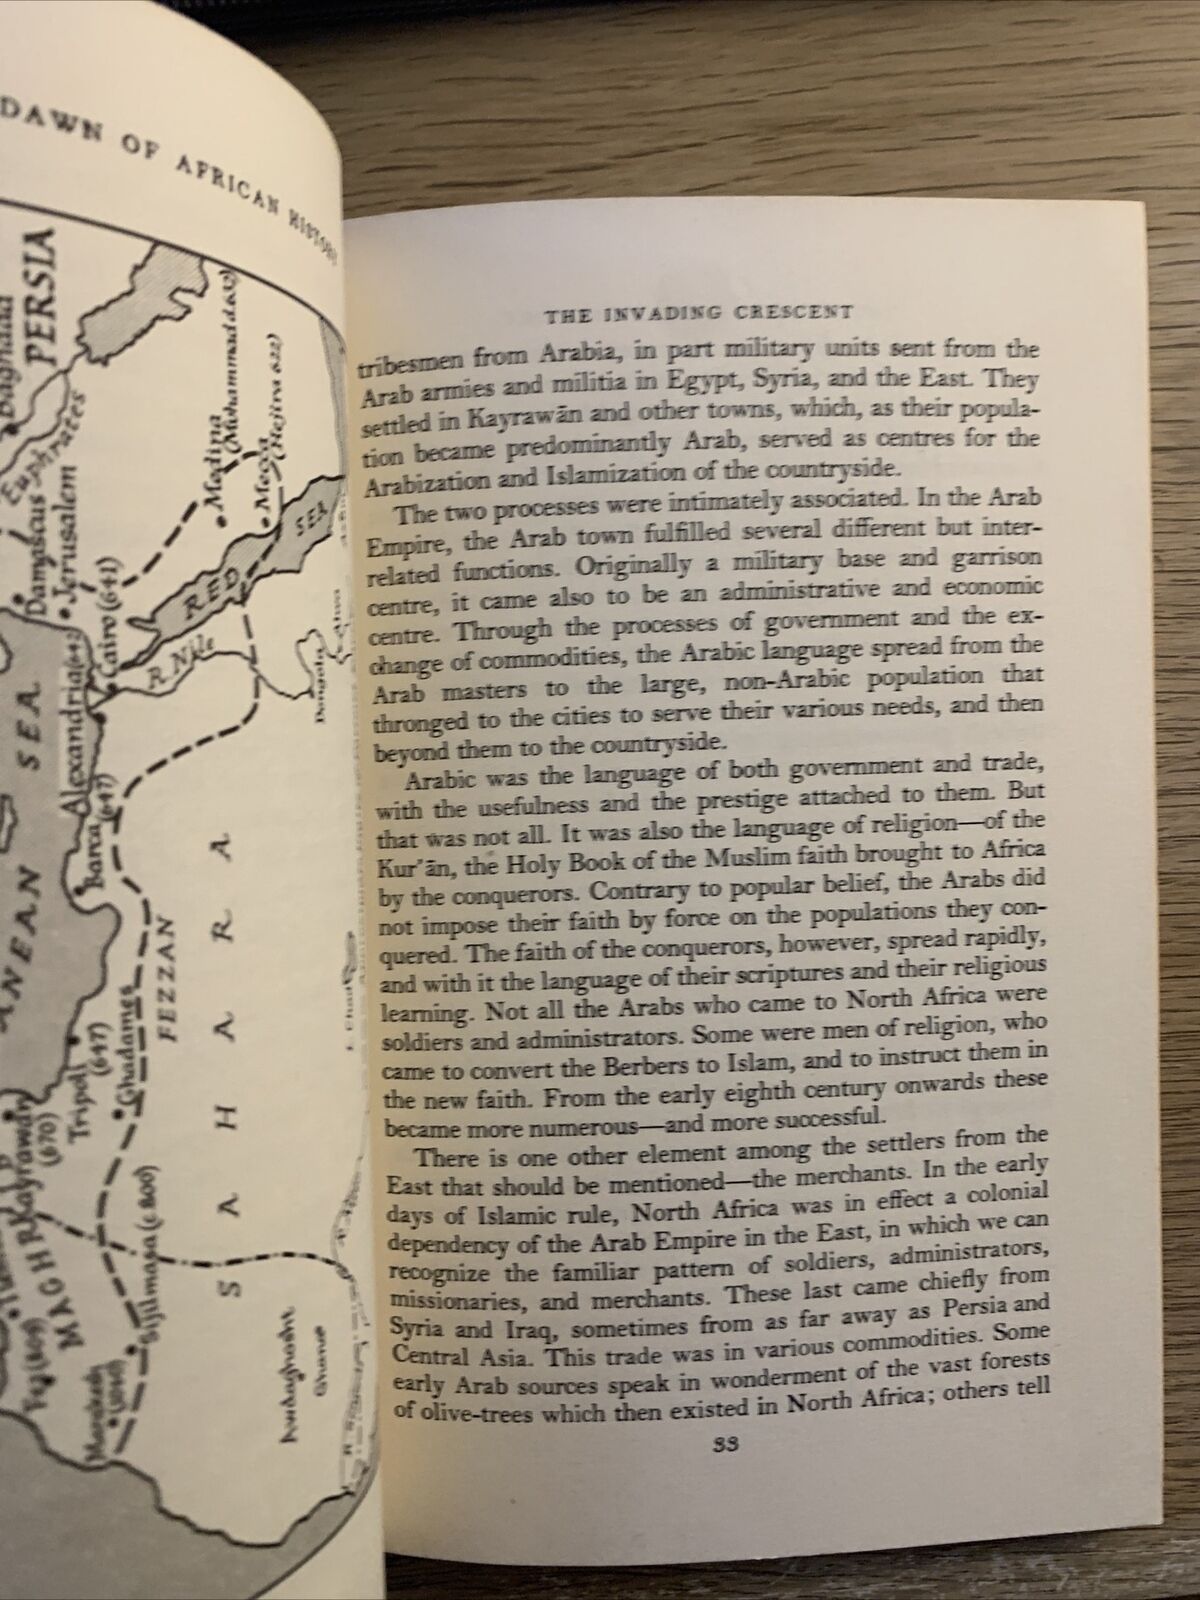 DAWN OF AFRICAN HISTORY
PERSIA
Baghdad
Euphrates
Damascus
Jerusalem
Medina
(Mohammad d.632)
Mecca
(Hejira 622)
RED SEA
Cairo (641)
R. Nile
Alexandria (642)
Dongola
SEA
Barca (647)
FEZZAN
SAHARA
Tripoli (647)
Ghadames
Kayrawān (670)
MAGHRIB
Sijilmasa (c.800)
Fez (809)
Marrakesh
Awdaghosht
Ghana
THE INVADING CRESCENT
tribesmen from Arabia, in part military units sent from the
Arab armies and militia in Egypt, Syria, and the East. They
settled in Kayrawān and other towns, which, as their popula-
tion became predominantly Arab, served as centres for the
Arabization and Islamization of the countryside.
The two processes were intimately associated. In the Arab
Empire, the Arab town fulfilled several different but inter-
related functions. Originally a military base and garrison
centre, it came also to be an administrative and economic
centre. Through the processes of government and the ex-
change of commodities, the Arabic language spread from the
Arab masters to the large, non-Arabic population that
thronged to the cities to serve their various needs, and then
beyond them to the countryside.
Arabic was the language of both government and trade,
with the usefulness and the prestige attached to them. But
that was not all. It was also the language of religion—of the
Kur'ān, the Holy Book of the Muslim faith brought to Africa
by the conquerors. Contrary to popular belief, the Arabs did
not impose their faith by force on the populations they con-
quered. The faith of the conquerors, however, spread rapidly,
and with it the language of their scriptures and their religious
learning. Not all the Arabs who came to North Africa were
soldiers and administrators. Some were men of religion, who
came to convert the Berbers to Islam, and to instruct them in
the new faith. From the early eighth century onwards these
became more numerous—and more successful.
There is one other element among the settlers from the
East that should be mentioned—the merchants. In the early
days of Islamic rule, North Africa was in effect a colonial
dependency of the Arab Empire in the East, in which we can
recognize the familiar pattern of soldiers, administrators,
missionaries, and merchants. These last came chiefly from
Syria and Iraq, sometimes from as far away as Persia and
Central Asia. This trade was in various commodities. Some
early Arab sources speak in wonderment of the vast forests
of olive-trees which then existed in North Africa; others tell
33